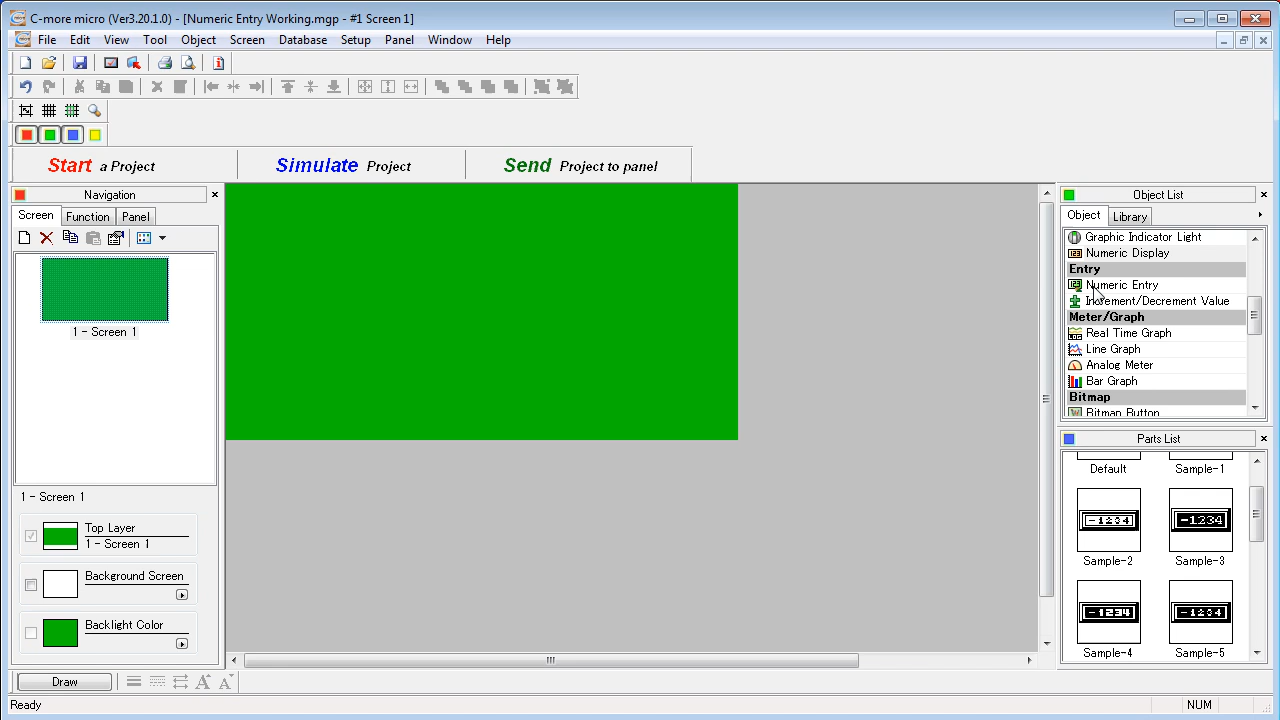 C-more micro (Ver3.20.1.0) - [Numeric Entry Working.mgp - #1 Screen 1]
File Edit View Tool Object Screen Database Setup Panel Window Help
Start a Project Simulate Project Send Project to panel
Navigation
Screen Function Panel
1 - Screen 1
1 - Screen 1
Top Layer
1 - Screen 1
Background Screen
Backlight Color
Object List
Object Library
Graphic Indicator Light
Numeric Display
Entry
Numeric Entry
Increment/Decrement Value
Meter/Graph
Real Time Graph
Line Graph
Analog Meter
Bar Graph
Bitmap
Bitmap Button
Parts List
Default Sample-1
-1234 -1234
Sample-2 Sample-3
-1234 -1234
Sample-4 Sample-5
Draw
Ready NUM